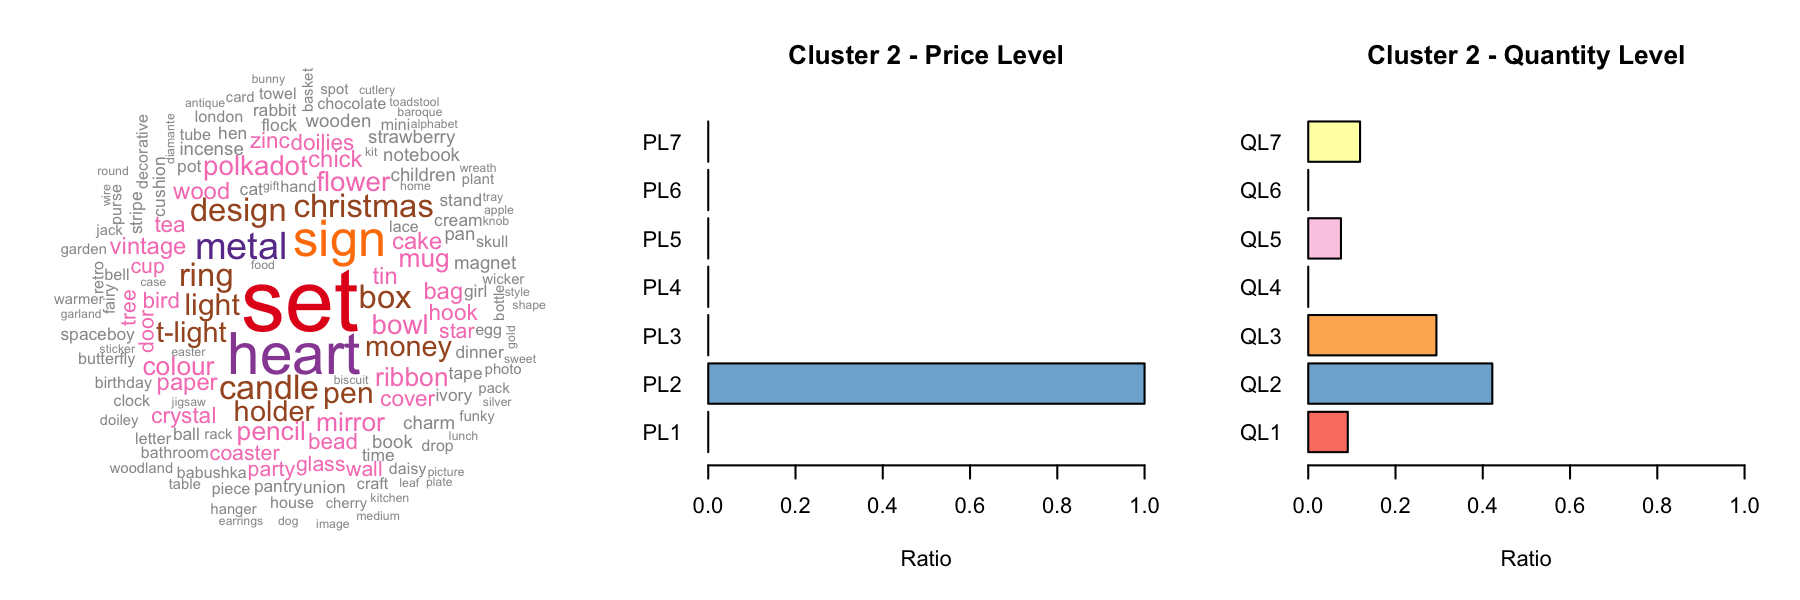 bunny
antique card towel basket spot cutlery
london rabbit chocolate toadstool
baroque
tube hen flock wooden mini alphabet
decorative diamante incense zinc doilies strawberry
pot polkadot chick kit notebook
round wood cat gift hand flower home children wreath
plant
wire purse stripe cushion design christmas stand tray
apple
jack tea sign lace cream knob
garden vintage metal cake pan skull
retro bell cup food mug magnet
case ring tin wicker
warmer fairy tree bird light set box bag girl bottle style
shape
garland hook
spaceboy door t-light bowl star egg gold
sticker easter heart money dinner sweet
butterfly colour photo
birthday paper biscuit ribbon tape pack
clock jigsaw candle pen cover ivory silver
doiley crystal holder mirror charm funky
letter ball rack pencil bead book drop lunch
bathroom coaster time
woodland babushka party glass wall daisy picture
table piece pantry union craft leaf plate
hanger house cherry kitchen
earrings dog image medium
Cluster 2 - Price Level
PL7
PL6
PL5
PL4
PL3
PL2
PL1
0.0 0.2 0.4 0.6 0.8 1.0
Ratio
Cluster 2 - Quantity Level
QL7
QL6
QL5
QL4
QL3
QL2
QL1
0.0 0.2 0.4 0.6 0.8 1.0
Ratio